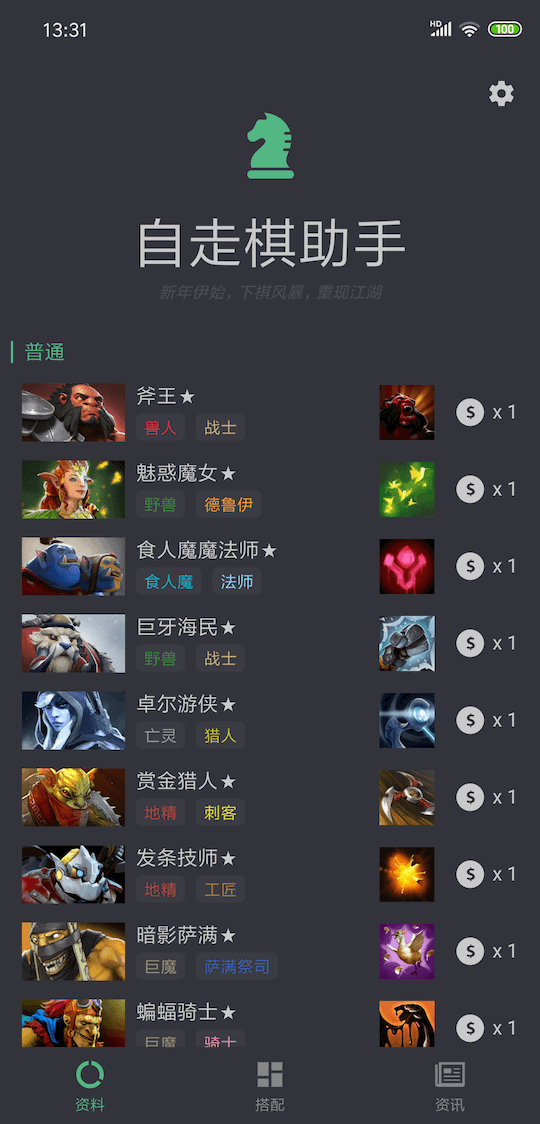 13:31
HD
100
自走棋助手
新年伊始，下棋风暴，重现江湖
普通
斧王★
兽人 战士
$ x 1
魅惑魔女★
野兽 德鲁伊
$ x 1
食人魔魔法师★
食人魔 法师
$ x 1
巨牙海民★
野兽 战士
$ x 1
卓尔游侠★
亡灵 猎人
$ x 1
赏金猎人★
地精 刺客
$ x 1
发条技师★
地精 工匠
$ x 1
暗影萨满★
巨魔 萨满祭司
$ x 1
蝙蝠骑士★
巨魔 骑士
$ x 1
资料 搭配 资讯